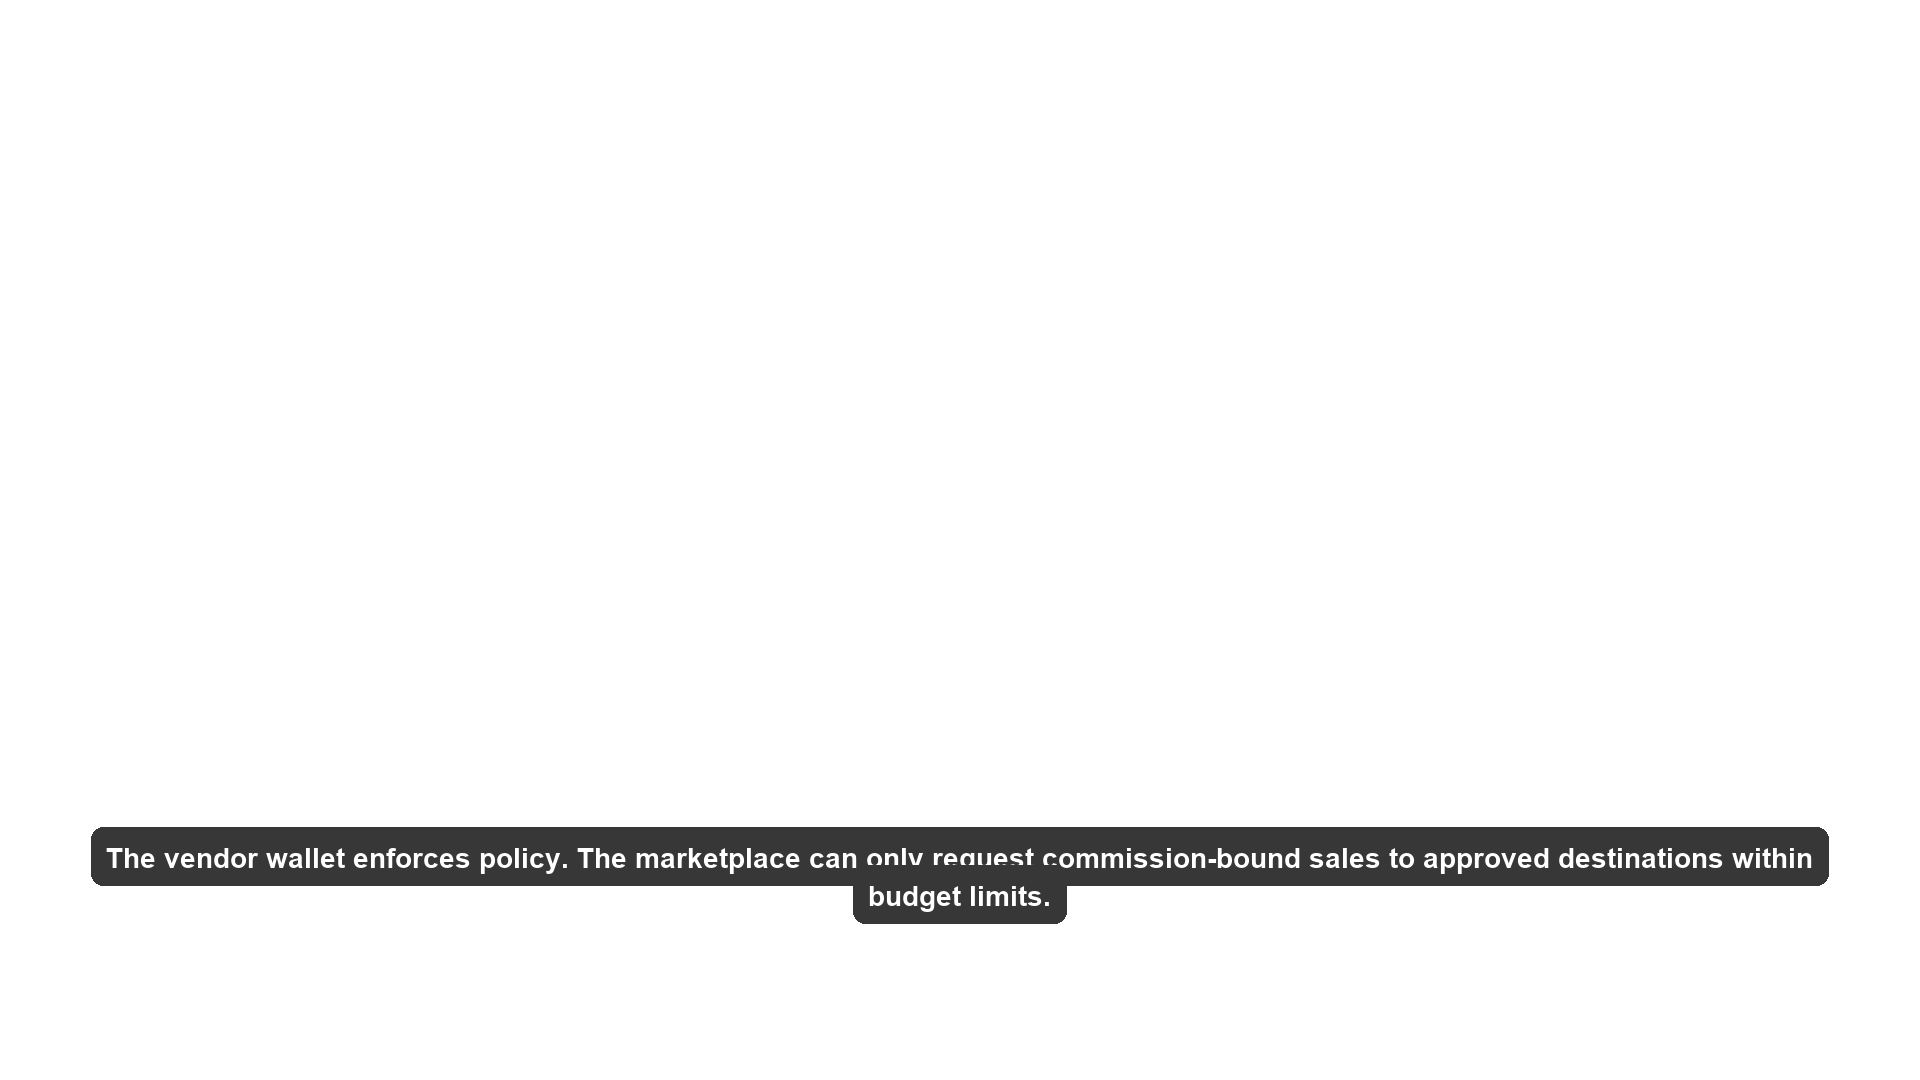 The vendor wallet enforces policy. The marketplace can only request commission-bound sales to approved destinations within
budget limits.